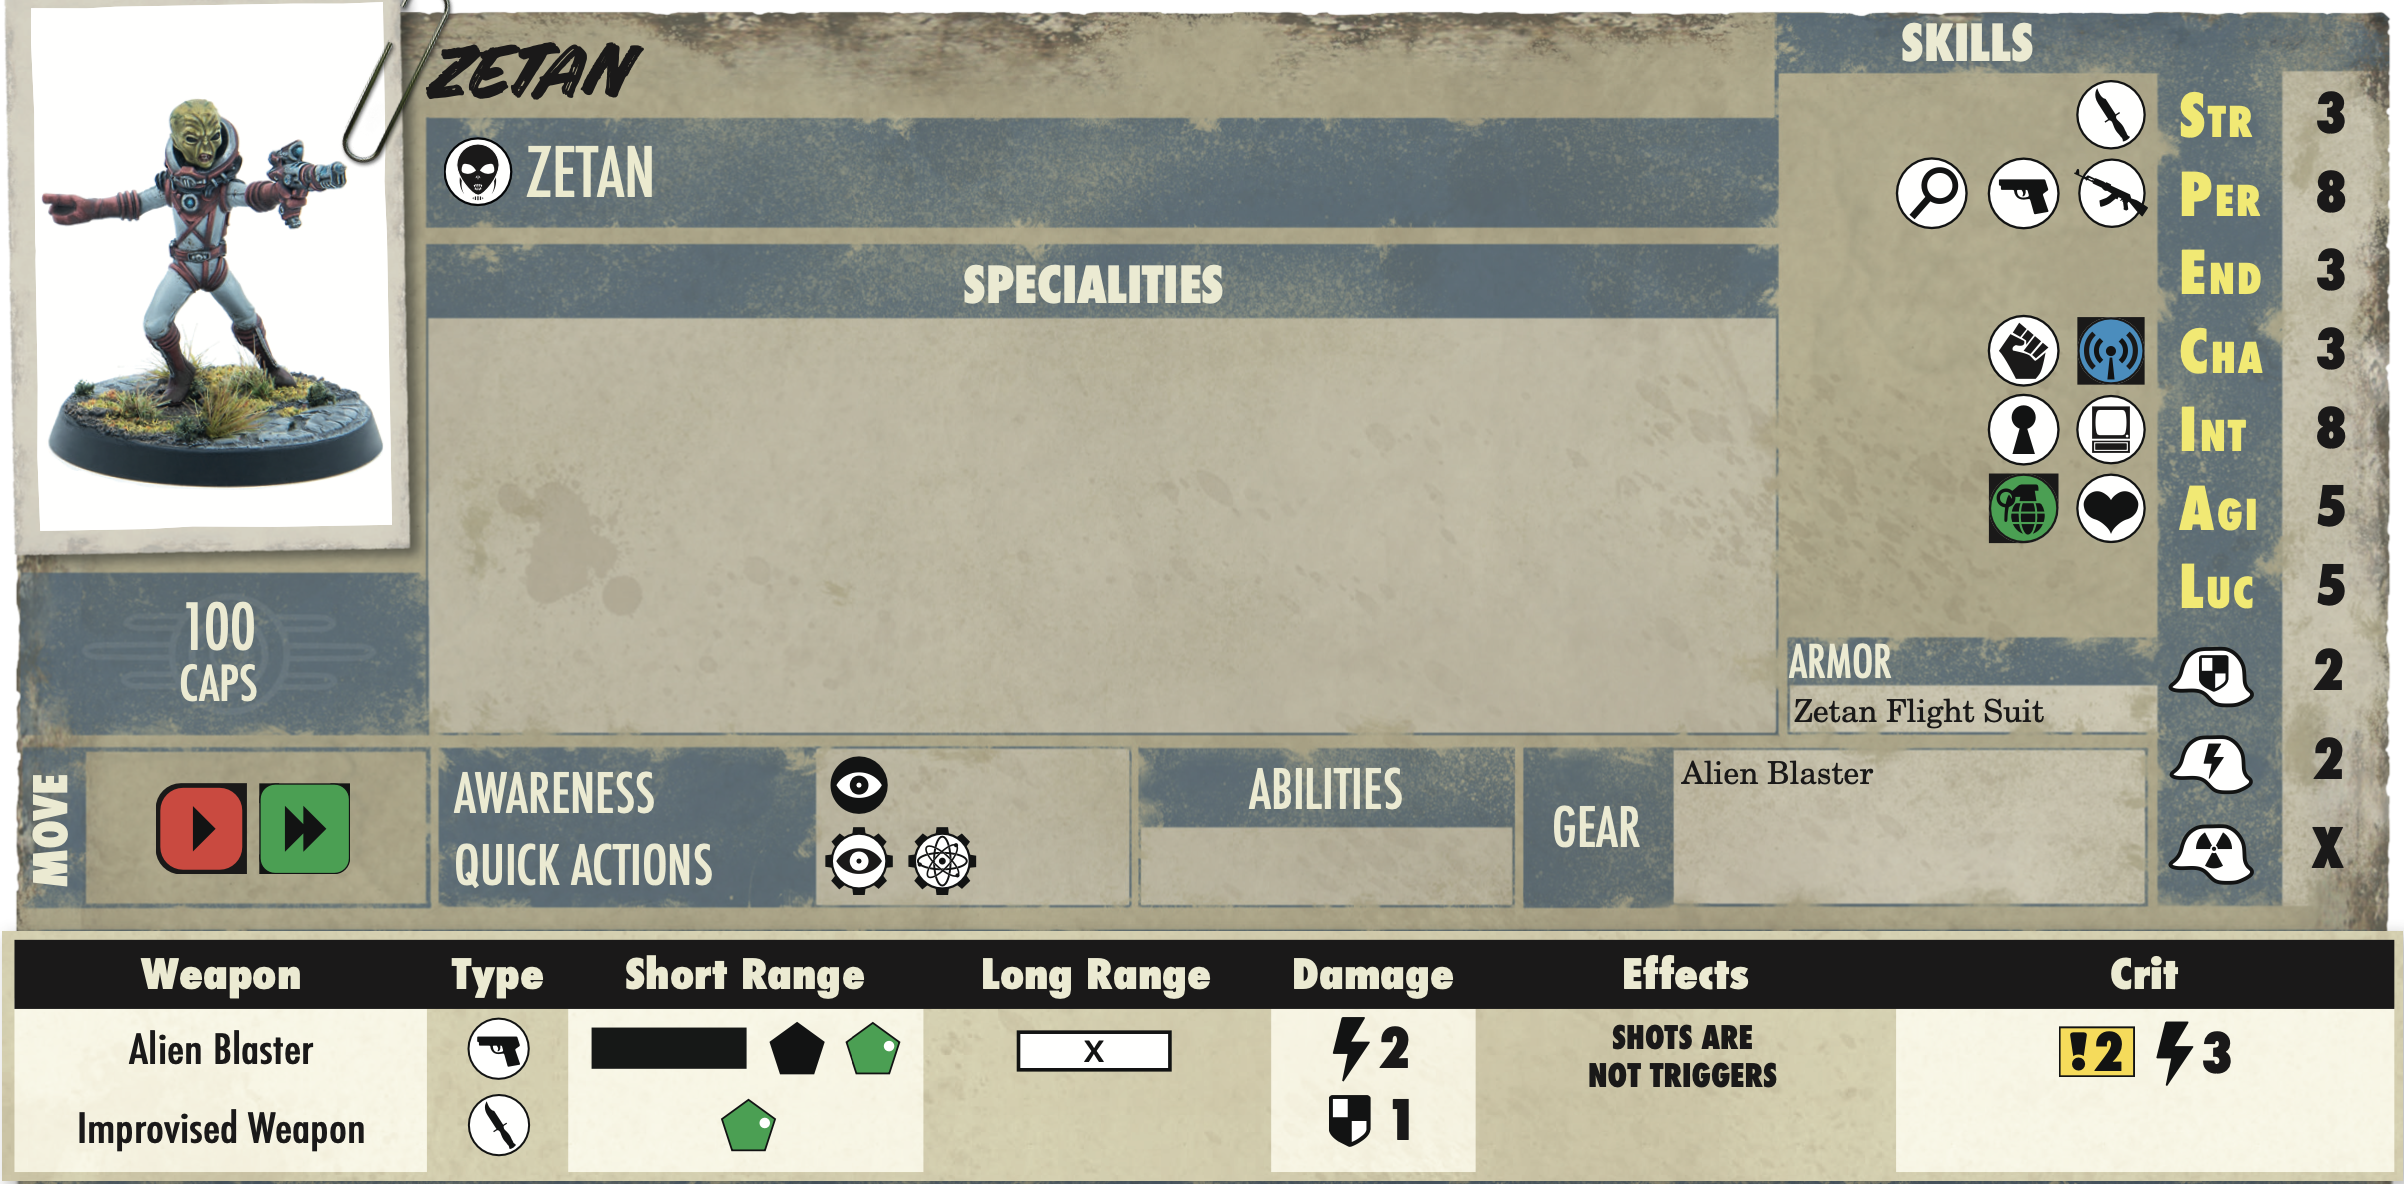 ZETAN
ZETAN
SPECIALITIES
SKILLS
STR 3
PER 8
END 3
CHA 3
INT 8
AGI 5
LUC 5
100
CAPS
ARMOR
Zetan Flight Suit
2
2
X
MOVE
AWARENESS
QUICK ACTIONS
ABILITIES
GEAR
Alien Blaster
Weapon Type Short Range Long Range Damage Effects Crit
Alien Blaster X 2 SHOTS ARE NOT TRIGGERS !2 3
Improvised Weapon 1